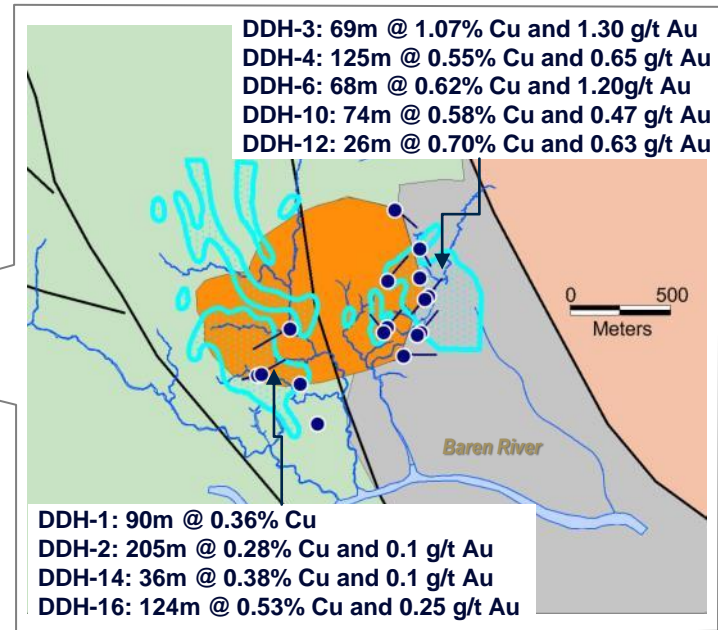 DDH-3: 69m @ 1.07% Cu and 1.30 g/t Au
DDH-4: 125m @ 0.55% Cu and 0.65 g/t Au
DDH-6: 68m @ 0.62% Cu and 1.20g/t Au
DDH-10: 74m @ 0.58% Cu and 0.47 g/t Au
DDH-12: 26m @ 0.70% Cu and 0.63 g/t Au
0 500
Meters
Baren River
DDH-1: 90m @ 0.36% Cu
DDH-2: 205m @ 0.28% Cu and 0.1 g/t Au
DDH-14: 36m @ 0.38% Cu and 0.1 g/t Au
DDH-16: 124m @ 0.53% Cu and 0.25 g/t Au